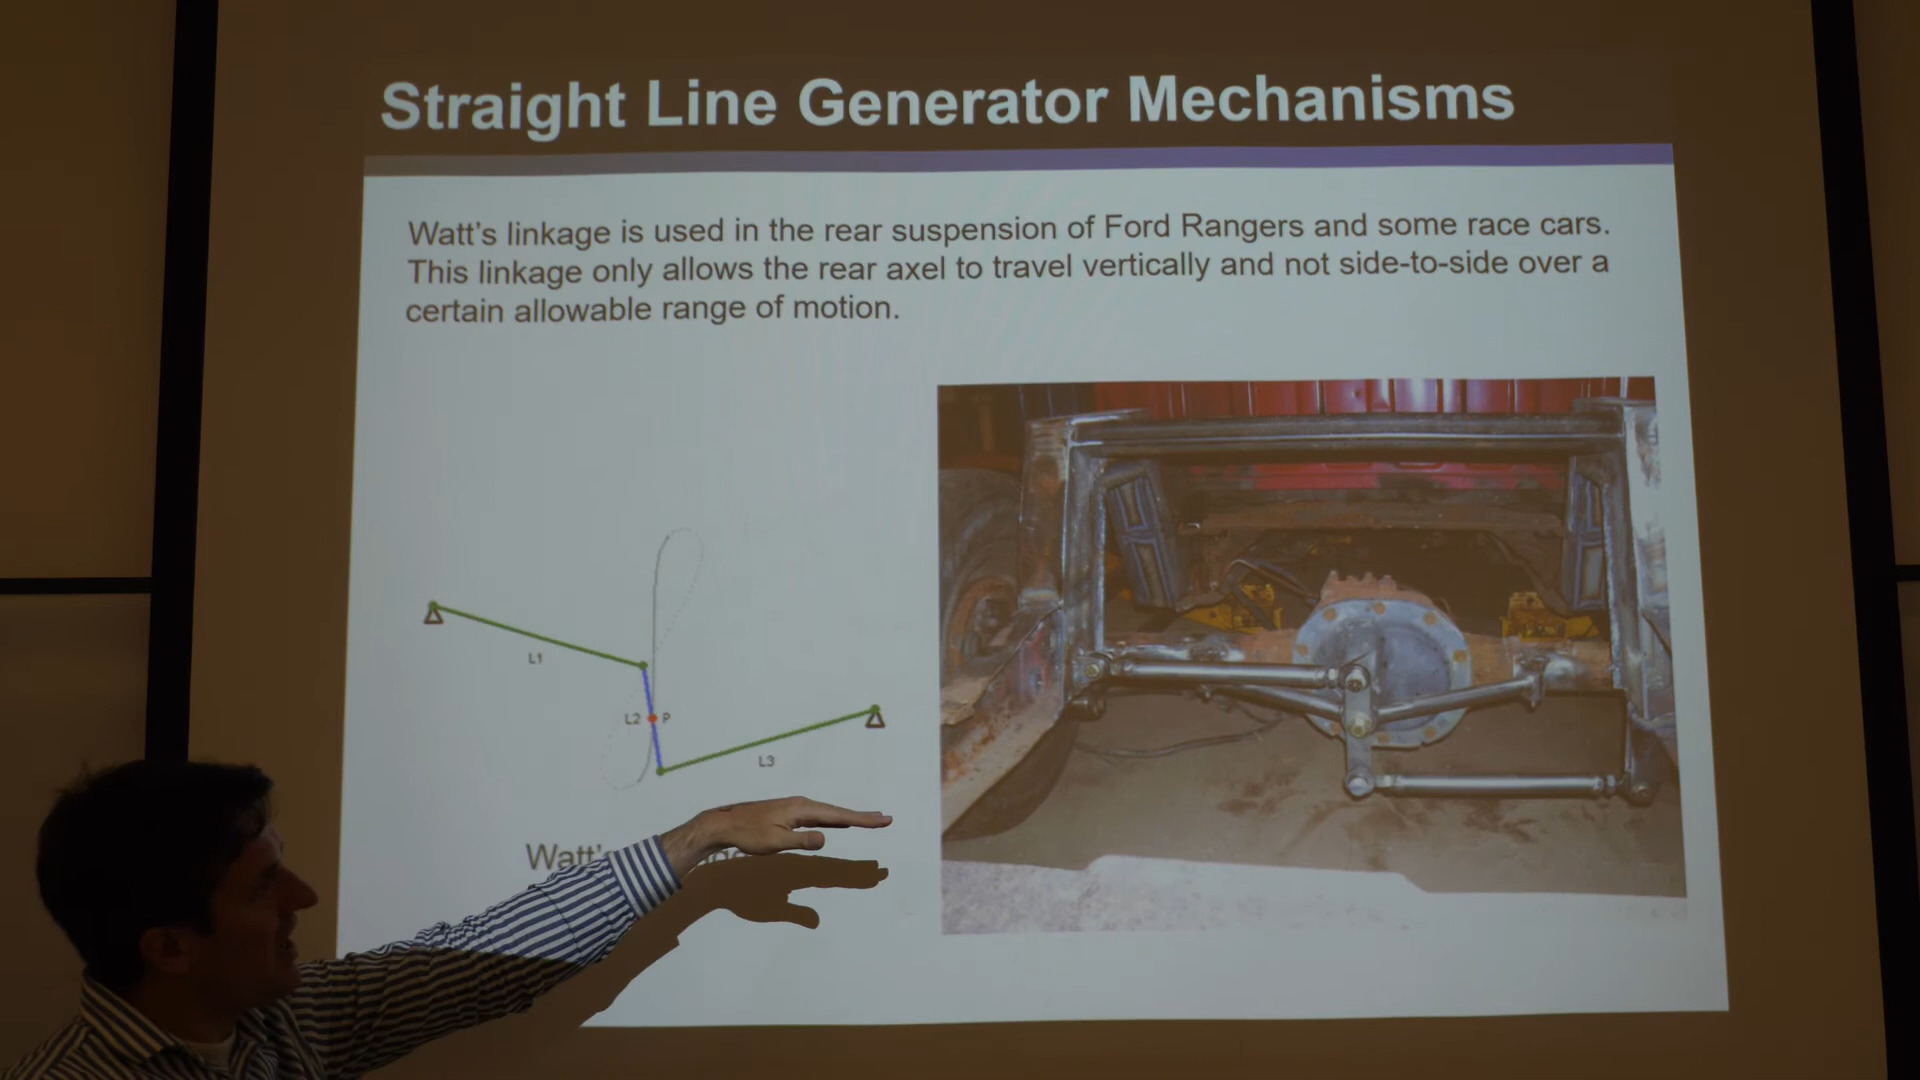 Straight Line Generator Mechanisms
Watt's linkage is used in the rear suspension of Ford Rangers and some race cars.
This linkage only allows the rear axel to travel vertically and not side-to-side over a
certain allowable range of motion.
L1
L2 P
L3
Watt's